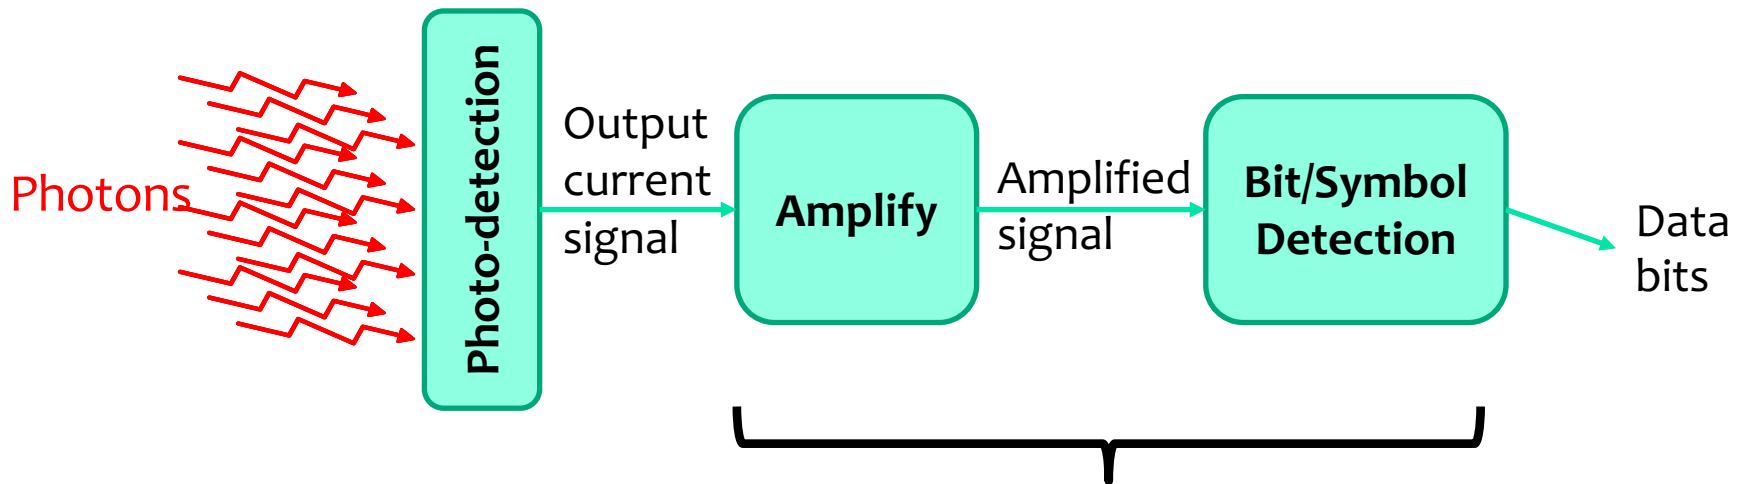 Photons
Photo-detection
Output
current
signal
Amplify
Amplified
signal
Bit/Symbol
Detection
Data
bits